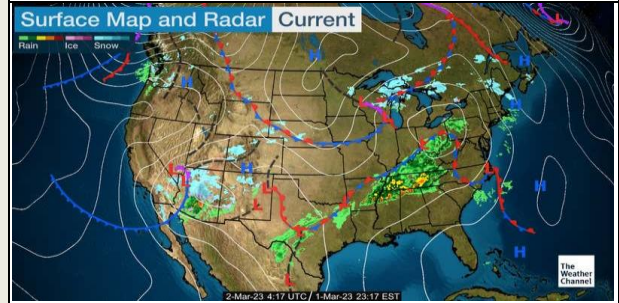 Surface Map and Radar Current
Rain Ice Snow
H
H
H
H
H
L
H
L
L
L
H
H
L
The
Weather
Channel
2-Mar-23 4:17 UTC / 1-Mar-23 23:17 EST